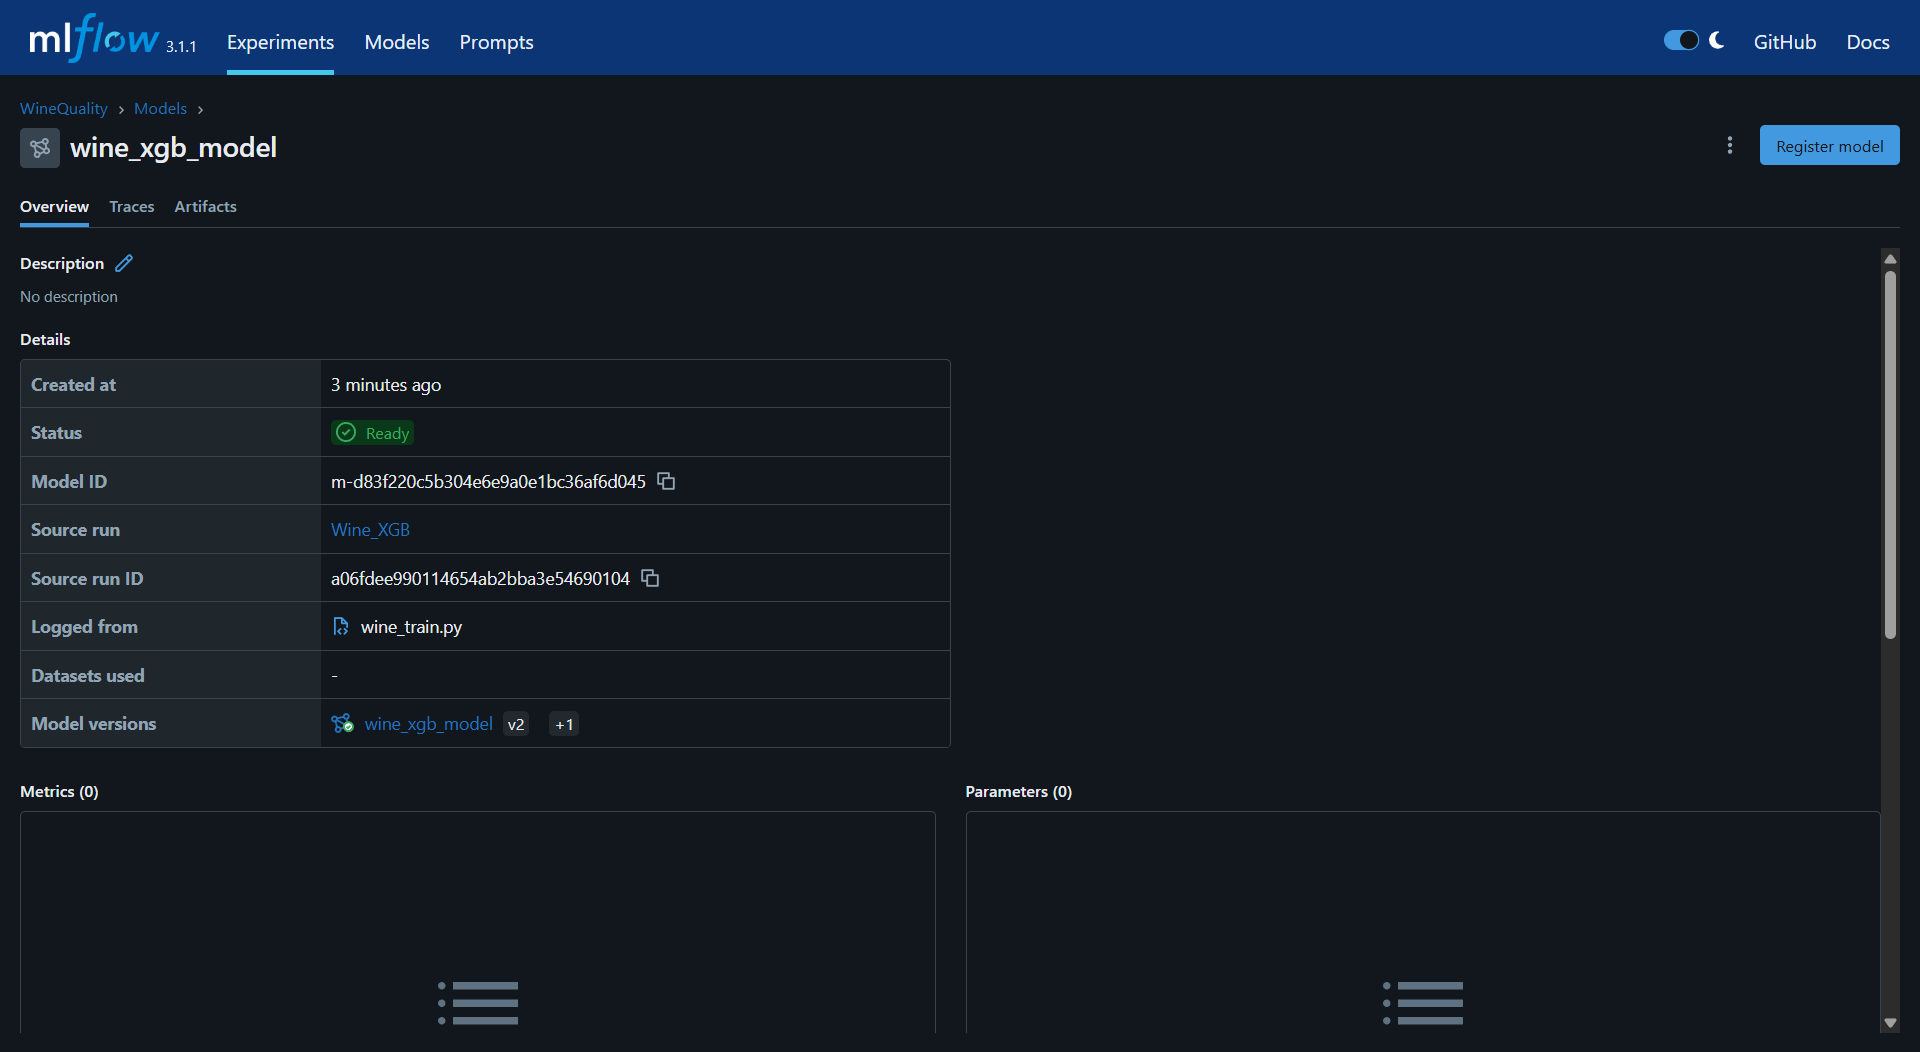 mlflow 3.1.1 Experiments Models Prompts GitHub Docs
WineQuality › Models ›
wine_xgb_model Register model
Overview Traces Artifacts
Description
No description
Details
Created at 3 minutes ago
Status Ready
Model ID m-d83f220c5b304e6e9a0e1bc36af6d045
Source run Wine_XGB
Source run ID a06fdee990114654ab2bba3e54690104
Logged from wine_train.py
Datasets used -
Model versions wine_xgb_model v2 +1
Metrics (0) Parameters (0)